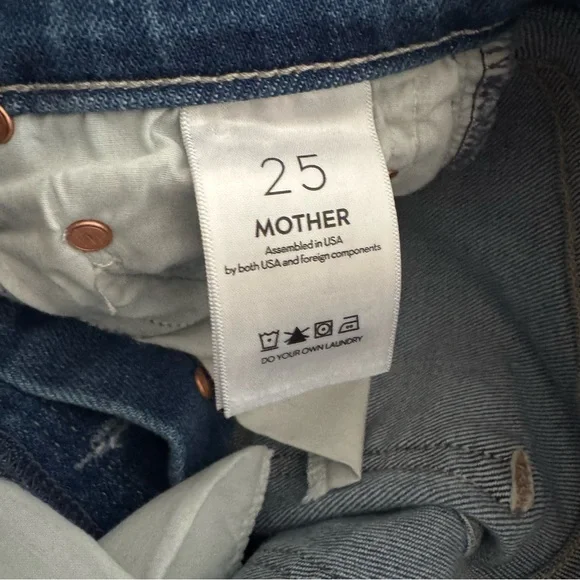 25
MOTHER
Assembled in USA
by both USA and foreign components
DO YOUR OWN LAUNDRY